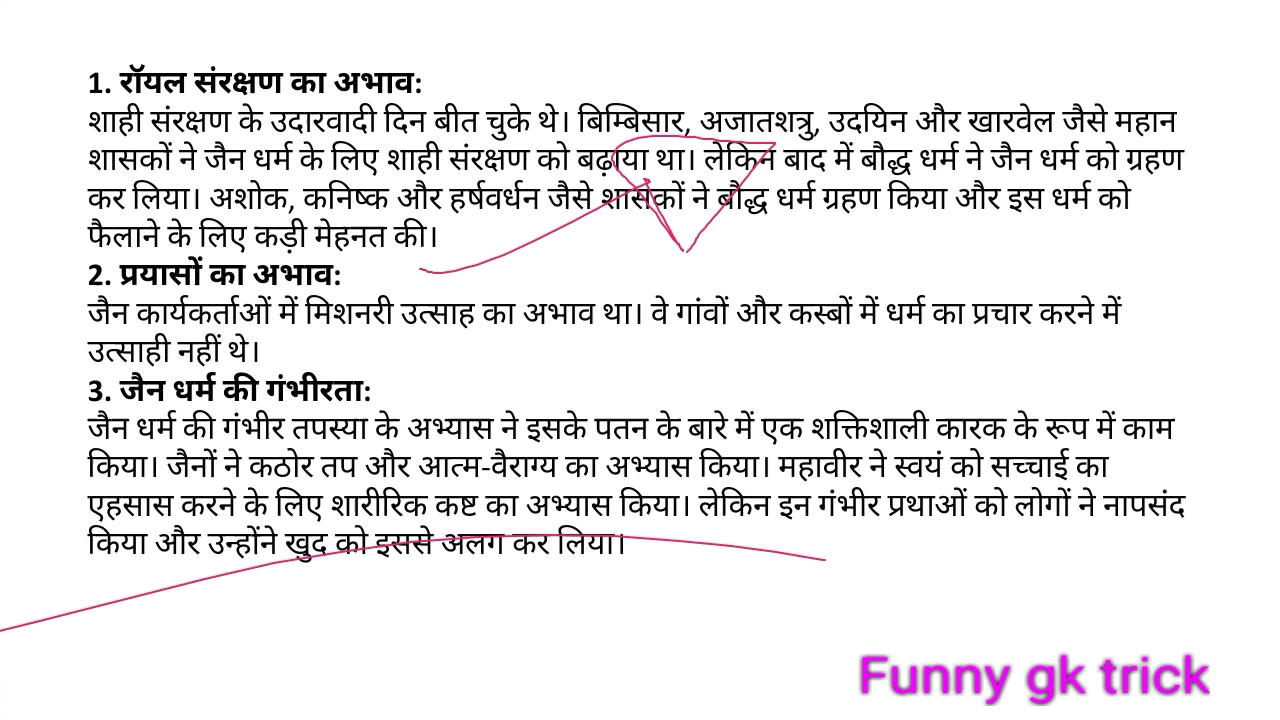 1. रॉयल संरक्षण का अभाव:
शाही संरक्षण के उदारवादी दिन बीत चुके थे। बिम्बिसार, अजातशत्रु, उदयिन और खारवेल जैसे महान
शासकों ने जैन धर्म के लिए शाही संरक्षण को बढ़ाया था। लेकिन बाद में बौद्ध धर्म ने जैन धर्म को ग्रहण
कर लिया। अशोक, कनिष्क और हर्षवर्धन जैसे शासकों ने बौद्ध धर्म ग्रहण किया और इस धर्म को
फैलाने के लिए कड़ी मेहनत की।
2. प्रयासों का अभाव:
जैन कार्यकर्ताओं में मिशनरी उत्साह का अभाव था। वे गांवों और कस्बों में धर्म का प्रचार करने में
उत्साही नहीं थे।
3. जैन धर्म की गंभीरता:
जैन धर्म की गंभीर तपस्या के अभ्यास ने इसके पतन के बारे में एक शक्तिशाली कारक के रूप में काम
किया। जैनों ने कठोर तप और आत्म-वैराग्य का अभ्यास किया। महावीर ने स्वयं को सच्चाई का
एहसास करने के लिए शारीरिक कष्ट का अभ्यास किया। लेकिन इन गंभीर प्रथाओं को लोगों ने नापसंद
किया और उन्होंने खुद को इससे अलग कर लिया।
Funny gk trick